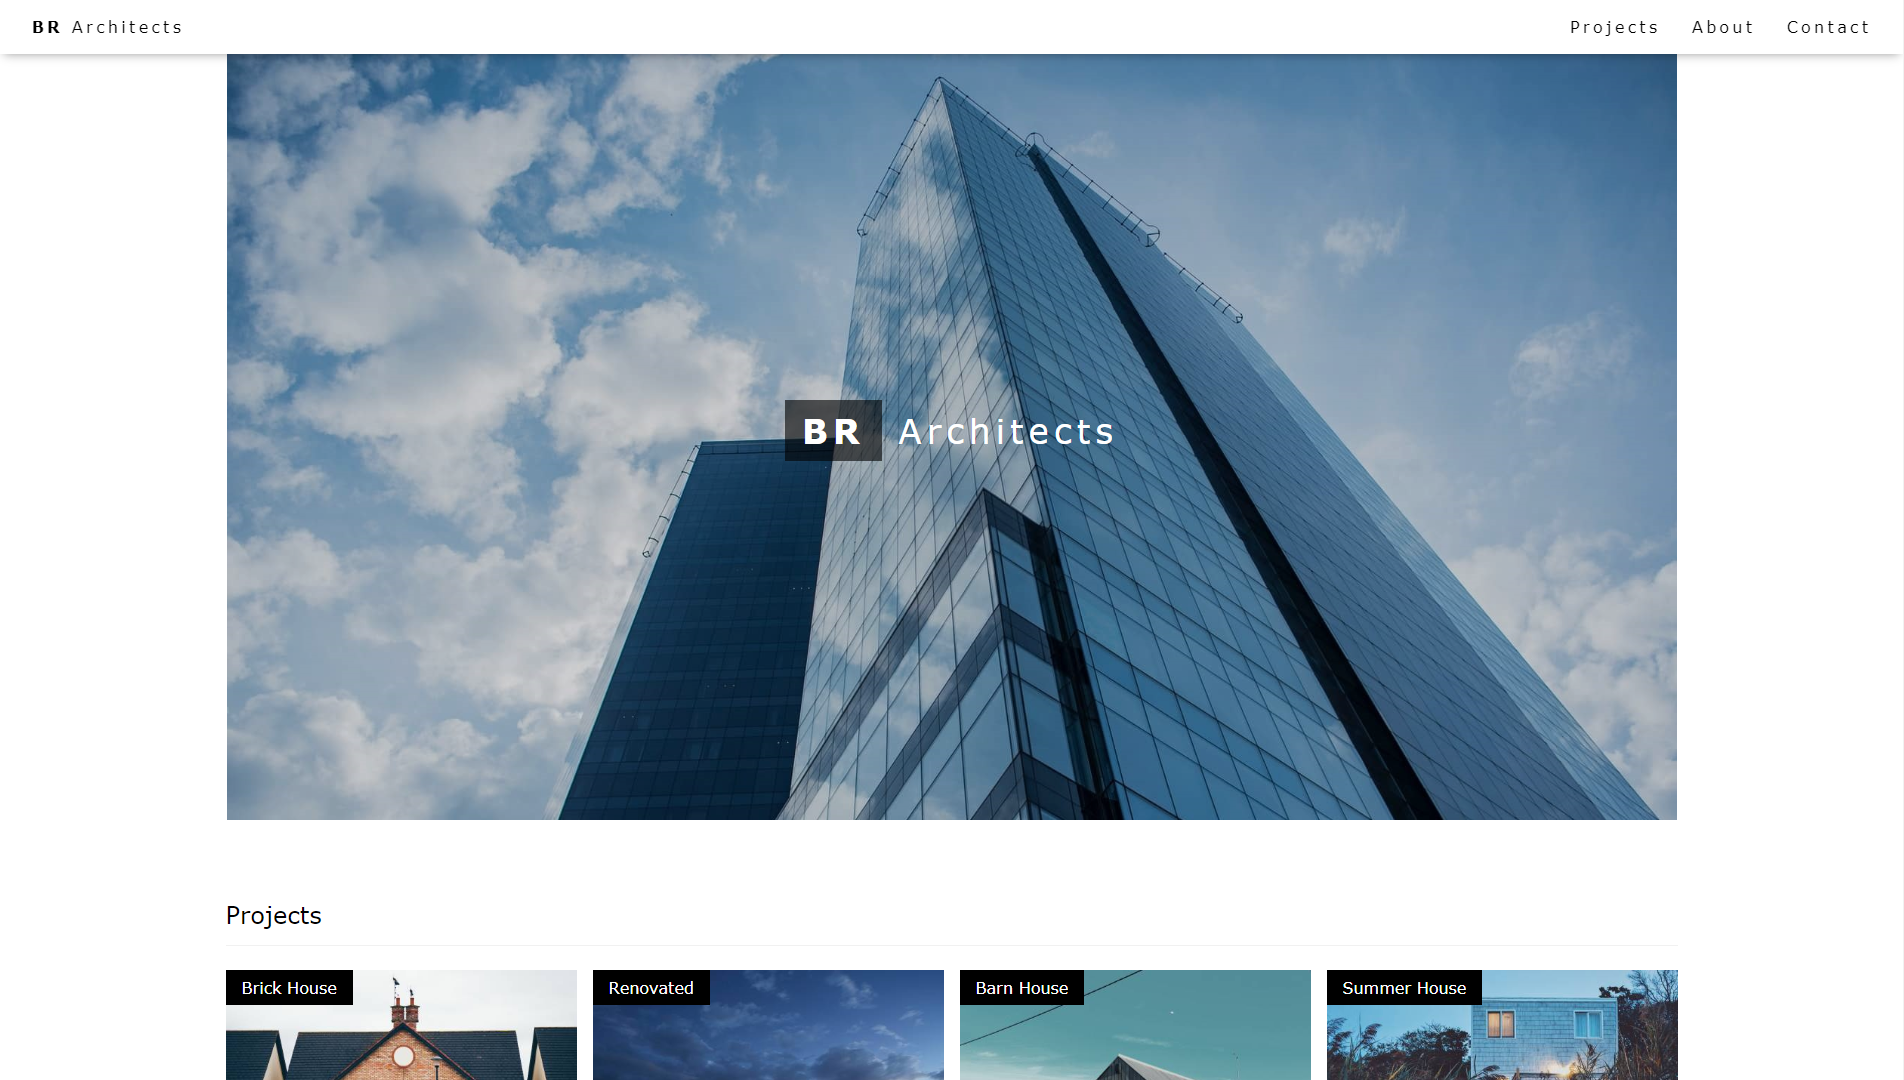 BR Architects
Projects About Contact
BR Architects
Projects
Brick House
Renovated
Barn House
Summer House